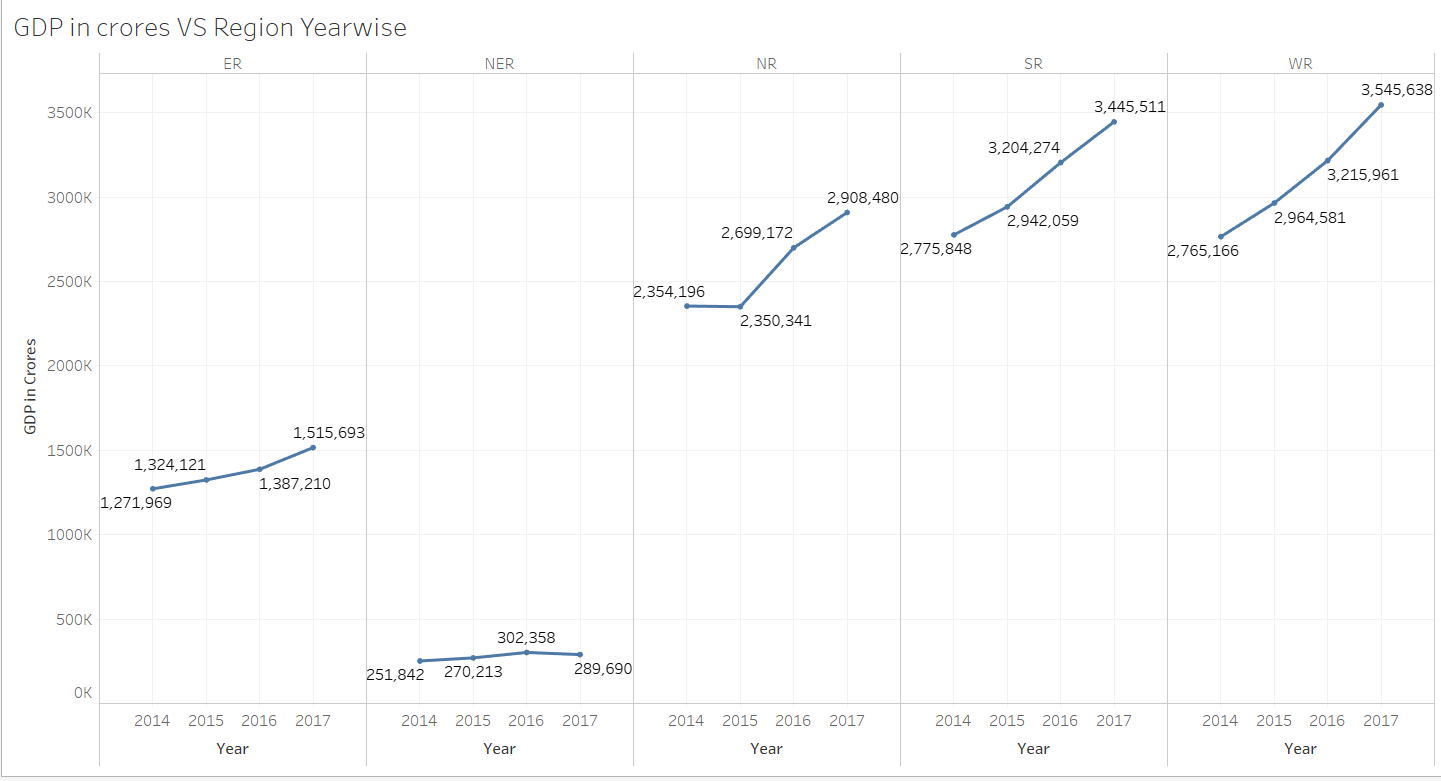 GDP in crores VS Region Yearwise
ER NER NR SR WR
3500K
3000K
2500K
2000K
1500K
1000K
500K
0K
GDP in Crores
1,271,969
1,324,121
1,387,210
1,515,693
251,842
270,213
302,358
289,690
2,354,196
2,350,341
2,699,172
2,908,480
2,775,848
2,942,059
3,204,274
3,445,511
2,765,166
2,964,581
3,215,961
3,545,638
2014 2015 2016 2017 2014 2015 2016 2017 2014 2015 2016 2017 2014 2015 2016 2017 2014 2015 2016 2017
Year Year Year Year Year